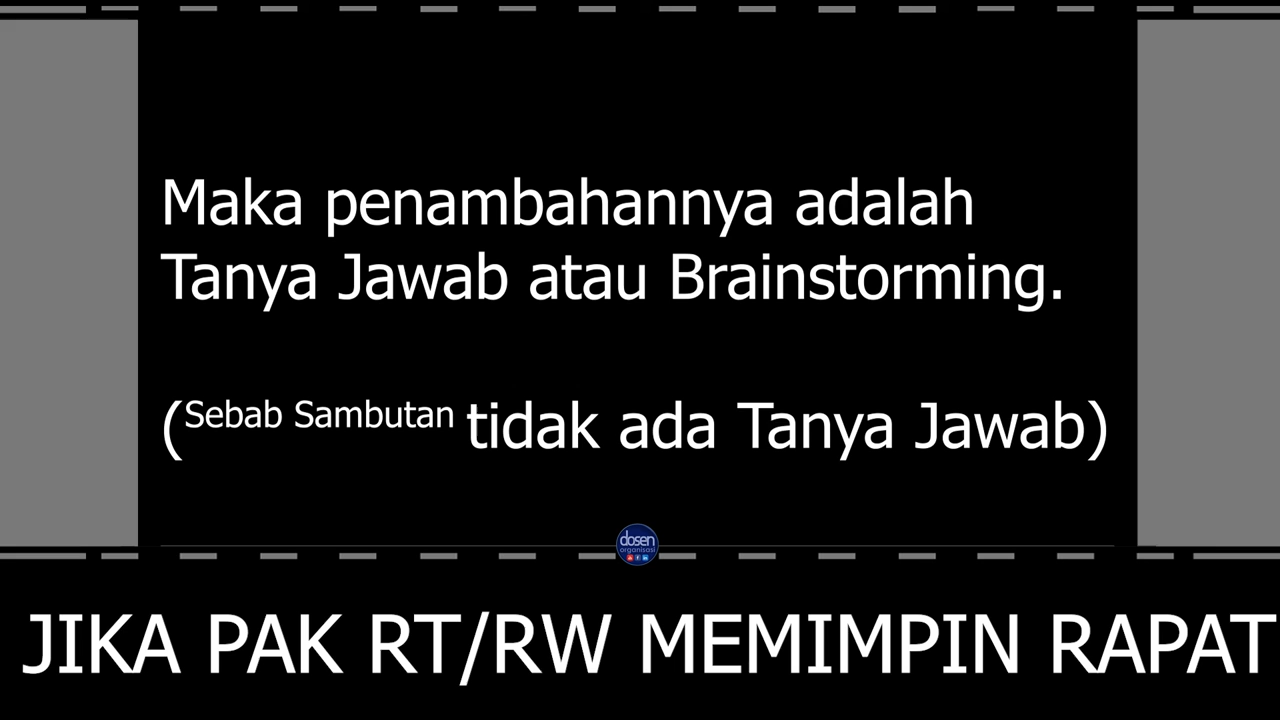 Maka penambahannya adalah
Tanya Jawab atau Brainstorming.
(Sebab Sambutan tidak ada Tanya Jawab)
dosen
organisasi
JIKA PAK RT/RW MEMIMPIN RAPAT